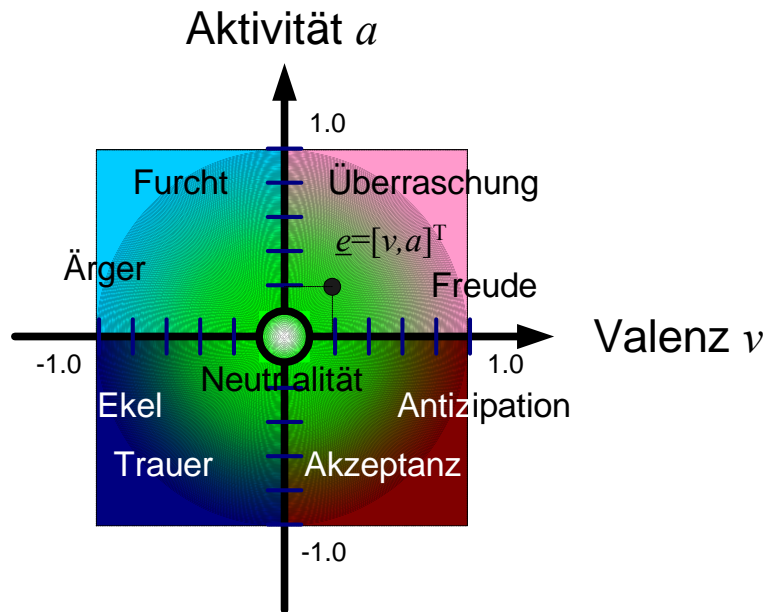 Aktivität a
1.0
Furcht Überraschung
e=[v,a]T
Ärger
Freude
-1.0 1.0
Valenz v
Neutralität
Ekel Antizipation
Trauer Akzeptanz
-1.0